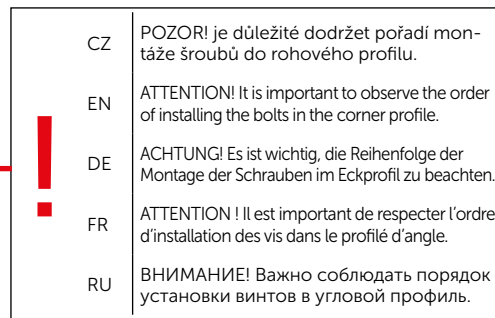 !
CZ
POZOR! je důležité dodržet pořadí mon-
táže šroubů do rohového profilu.
EN
ATTENTION! It is important to observe the order
of installing the bolts in the corner profile.
DE
ACHTUNG! Es ist wichtig, die Reihenfolge der
Montage der Schrauben im Eckprofil zu beachten.
FR
ATTENTION ! Il est important de respecter l’ordre
d’installation des vis dans le profilé d’angle.
RU
ВНИМАНИЕ! Важно соблюдать порядок
установки винтов в угловой профиль.